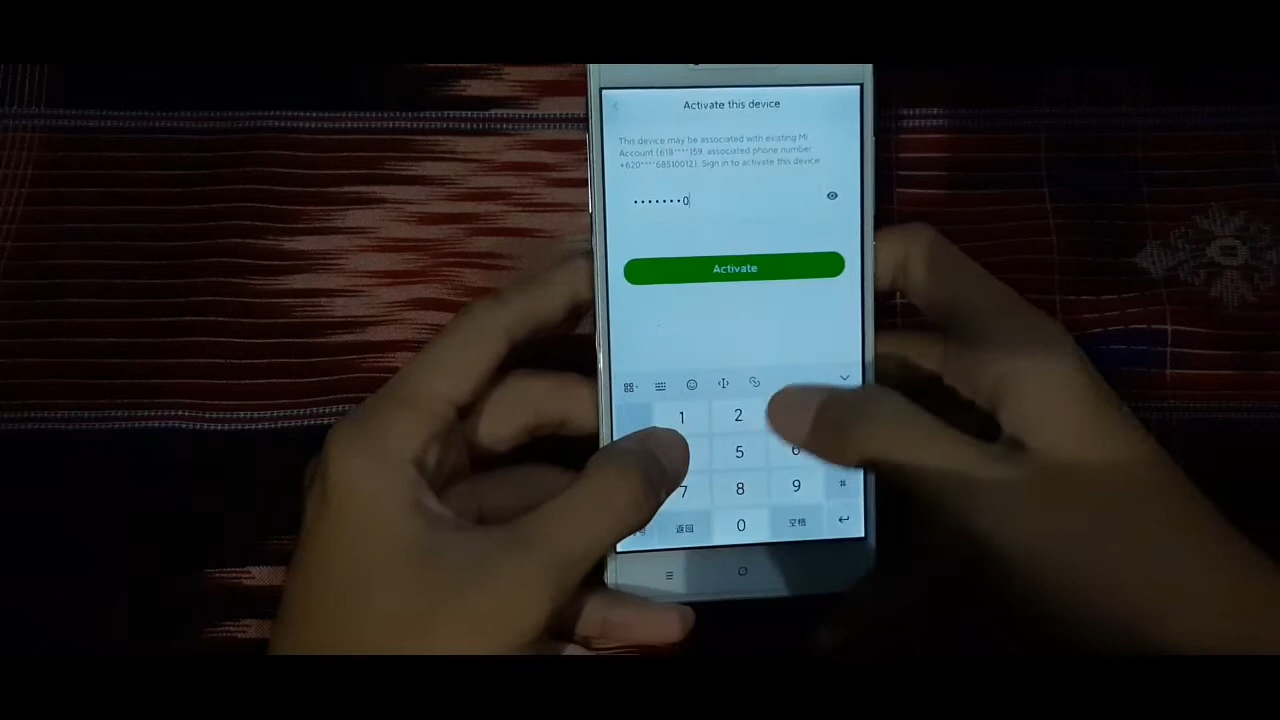 Activate this device
This device may be associated with existing Mi
Account (618****159, associated phone number
+620****68510012). Sign in to activate this device
•••••••0
Activate
1 2
5 6
7 8 9 #
返回 0 空格